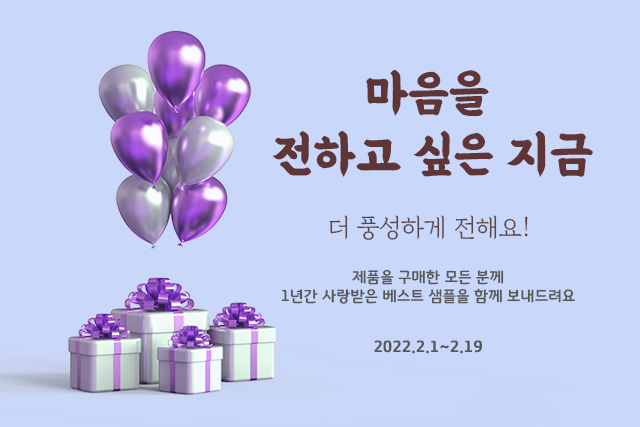 마음을
전하고 싶은 지금
더 풍성하게 전해요!
제품을 구매한 모든 분께
1년간 사랑받은 베스트 샘플을 함께 보내드려요
2022.2.1~2.19